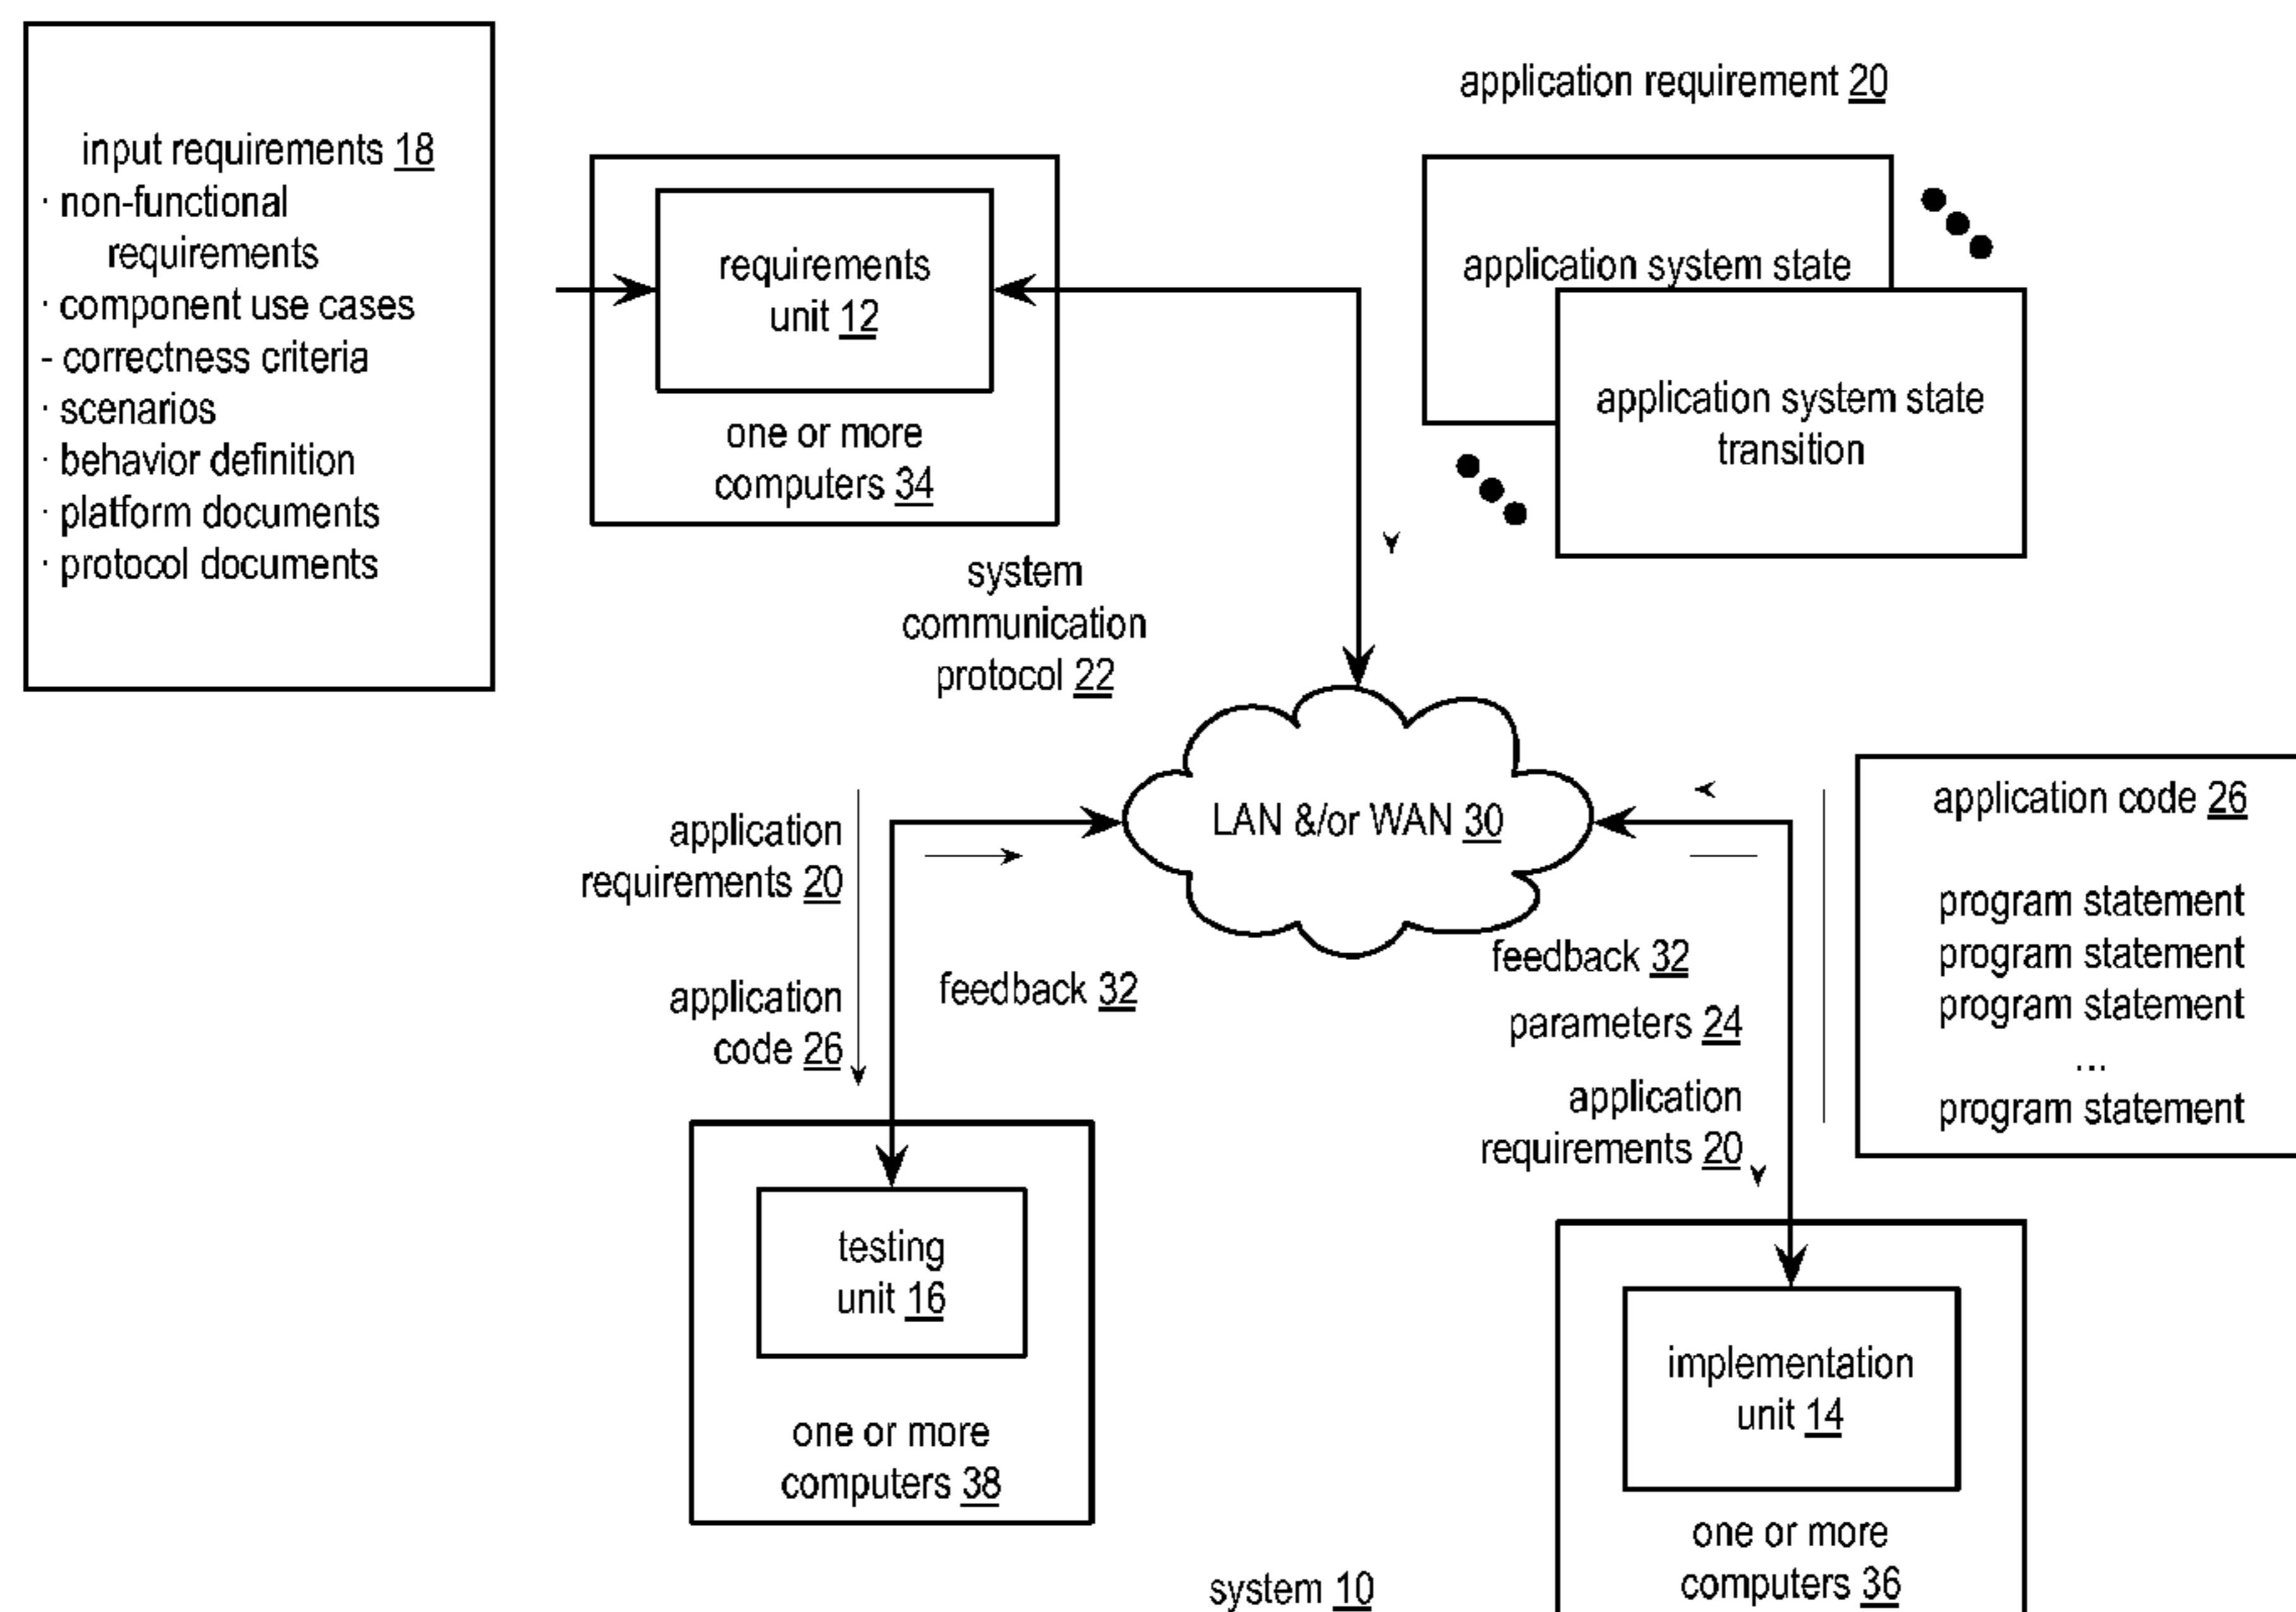 input requirements 18
· non-functional
requirements
· component use cases
- correctness criteria
· scenarios
· behavior definition
· platform documents
· protocol documents
requirements
unit 12
one or more
computers 34
application requirement 20
application system state
application system state
transition
system
communication
protocol 22
LAN &/or WAN 30
application
requirements 20
application
code 26
feedback 32
feedback 32
parameters 24
application
requirements 20
application code 26
program statement
program statement
program statement
...
program statement
testing
unit 16
one or more
computers 38
implementation
unit 14
one or more
computers 36
system 10